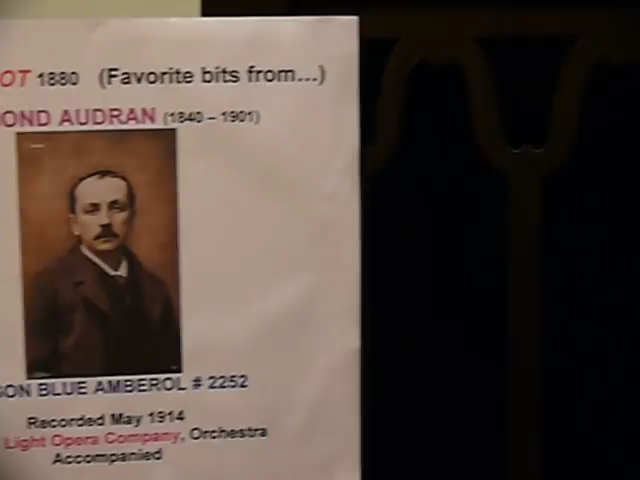 OT 1880 (Favorite bits from...)
OND AUDRAN (1840 – 1901)
SON BLUE AMBEROL # 2252
Recorded May 1914
Light Opera Company, Orchestra
Accompanied